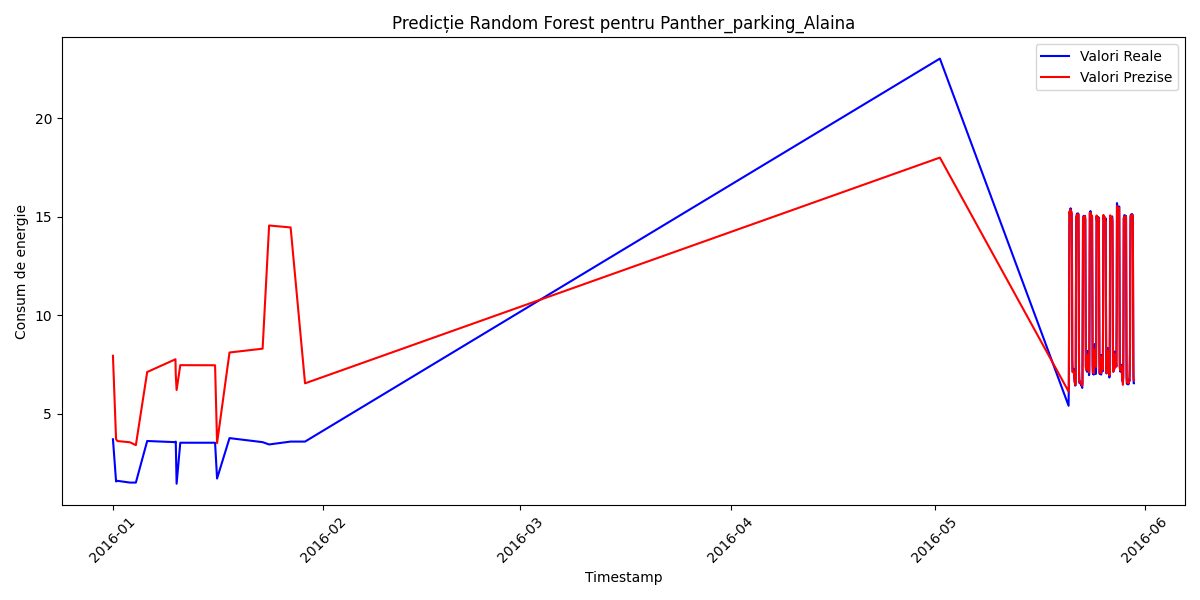 Predicție Random Forest pentru Panther_parking_Alaina
Valori Reale
Valori Prezise
Consum de energie
20
15
10
5
2016-01
2016-02
2016-03
2016-04
2016-05
2016-06
Timestamp